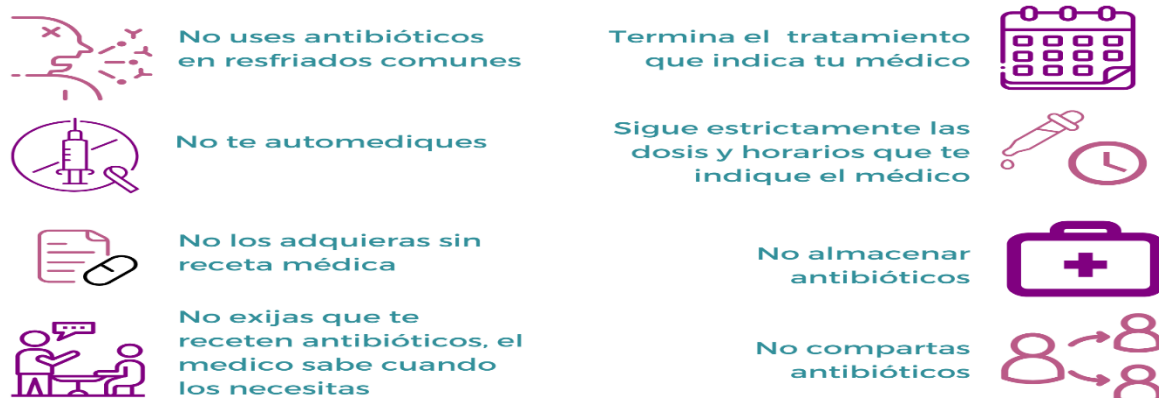 No uses antibióticos
en resfriados comunes
No te automediques
No los adquieras sin
receta médica
No exijas que te
receten antibióticos, el
medico sabe cuando
los necesitas
Termina el tratamiento
que indica tu médico
Sigue estrictamente las
dosis y horarios que te
indique el médico
No almacenar
antibióticos
No compartas
antibióticos